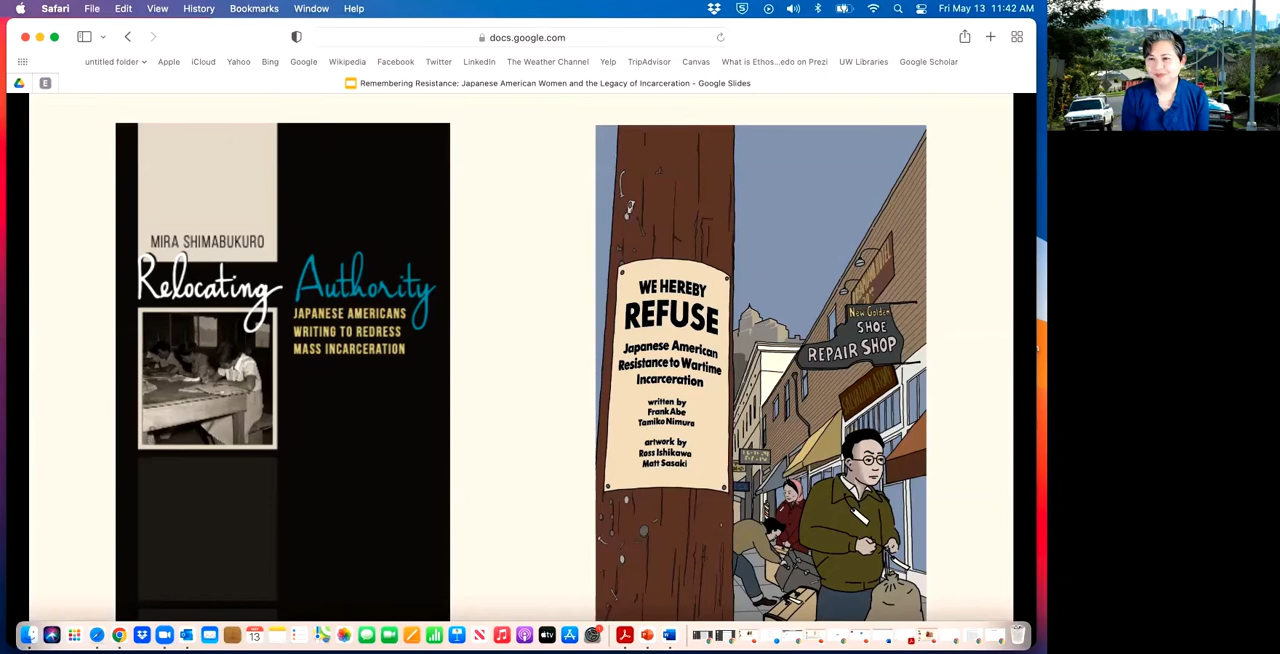 Safari File Edit View History Bookmarks Window Help
Fri May 13 11:42 AM
docs.google.com
untitled folder Apple iCloud Yahoo Bing Google Wikipedia Facebook Twitter LinkedIn The Weather Channel Yelp TripAdvisor Canvas What is Ethos...edo on Prezi UW Libraries Google Scholar
E
Remembering Resistance: Japanese American Women and the Legacy of Incarceration - Google Slides
MIRA SHIMABUKURO
Relocating Authority
JAPANESE AMERICANS
WRITING TO REDRESS
MASS INCARCERATION
WE HEREBY
REFUSE
Japanese American
Resistance to Wartime
Incarceration
written by
Frank Abe
Tamiko Nimura
artwork by
Ross Ishikawa
Matt Sasaki
New Golden
SHOE
REPAIR SHOP
13
tv